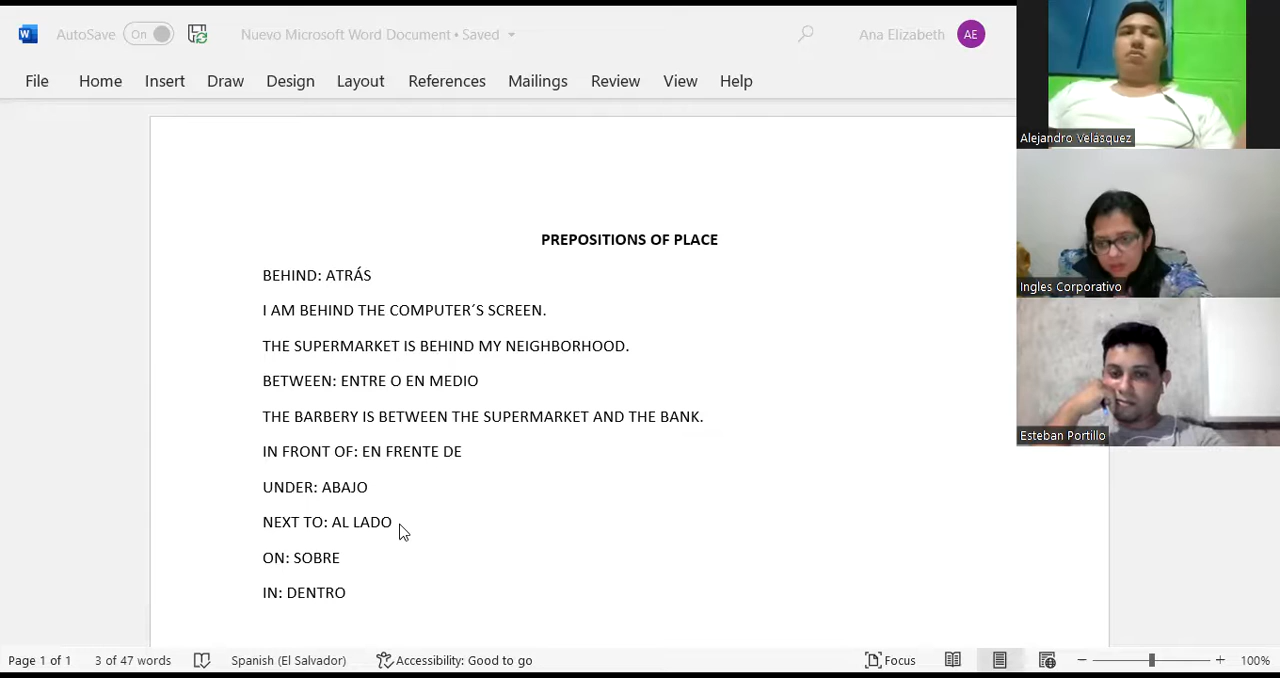 AutoSave On Nuevo Microsoft Word Document • Saved Ana Elizabeth AE
File Home Insert Draw Design Layout References Mailings Review View Help
PREPOSITIONS OF PLACE
BEHIND: ATRÁS
I AM BEHIND THE COMPUTER´S SCREEN.
THE SUPERMARKET IS BEHIND MY NEIGHBORHOOD.
BETWEEN: ENTRE O EN MEDIO
THE BARBERY IS BETWEEN THE SUPERMARKET AND THE BANK.
IN FRONT OF: EN FRENTE DE
UNDER: ABAJO
NEXT TO: AL LADO
ON: SOBRE
IN: DENTRO
Page 1 of 1 3 of 47 words Spanish (El Salvador) Accessibility: Good to go Focus 100%
Alejandro Velásquez
Ingles Corporativo
Esteban Portillo